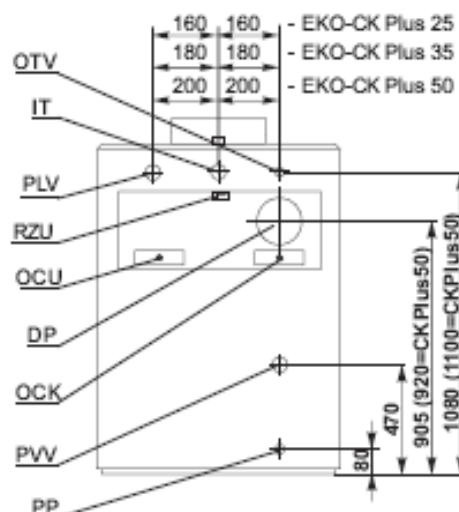 160 160 - EKO-CK Plus 25
180 180 - EKO-CK Plus 35
200 200 - EKO-CK Plus 50
OTV
IT
PLV
RZU
OCU
DP
OCK
PVV
PP
80
470
905 (920=CKPlus50)
1080 (1100=CKPlus50)